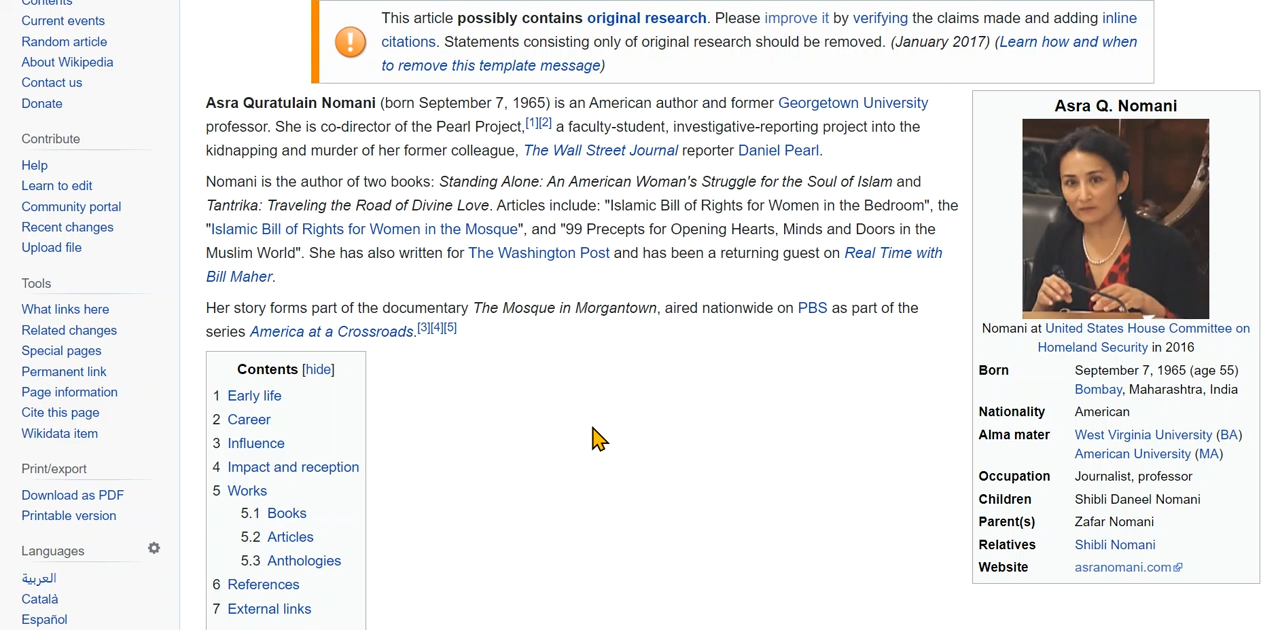 Contents
Current events
Random article
About Wikipedia
Contact us
Donate
Contribute
Help
Learn to edit
Community portal
Recent changes
Upload file
Tools
What links here
Related changes
Special pages
Permanent link
Page information
Cite this page
Wikidata item
Print/export
Download as PDF
Printable version
Languages
العربية
Català
Español
This article possibly contains original research. Please improve it by verifying the claims made and adding inline
citations. Statements consisting only of original research should be removed. (January 2017) (Learn how and when
to remove this template message)
Asra Quratulain Nomani (born September 7, 1965) is an American author and former Georgetown University
professor. She is co-director of the Pearl Project,[1][2] a faculty-student, investigative-reporting project into the
kidnapping and murder of her former colleague, The Wall Street Journal reporter Daniel Pearl.
Nomani is the author of two books: Standing Alone: An American Woman's Struggle for the Soul of Islam and
Tantrika: Traveling the Road of Divine Love. Articles include: "Islamic Bill of Rights for Women in the Bedroom", the
"Islamic Bill of Rights for Women in the Mosque", and "99 Precepts for Opening Hearts, Minds and Doors in the
Muslim World". She has also written for The Washington Post and has been a returning guest on Real Time with
Bill Maher.
Her story forms part of the documentary The Mosque in Morgantown, aired nationwide on PBS as part of the
series America at a Crossroads.[3][4][5]
Contents [hide]
1 Early life
2 Career
3 Influence
4 Impact and reception
5 Works
5.1 Books
5.2 Articles
5.3 Anthologies
6 References
7 External links
Asra Q. Nomani
Nomani at United States House Committee on
Homeland Security in 2016
Born September 7, 1965 (age 55)
Bombay, Maharashtra, India
Nationality American
Alma mater West Virginia University (BA)
American University (MA)
Occupation Journalist, professor
Children Shibli Daneel Nomani
Parent(s) Zafar Nomani
Relatives Shibli Nomani
Website asranomani.com